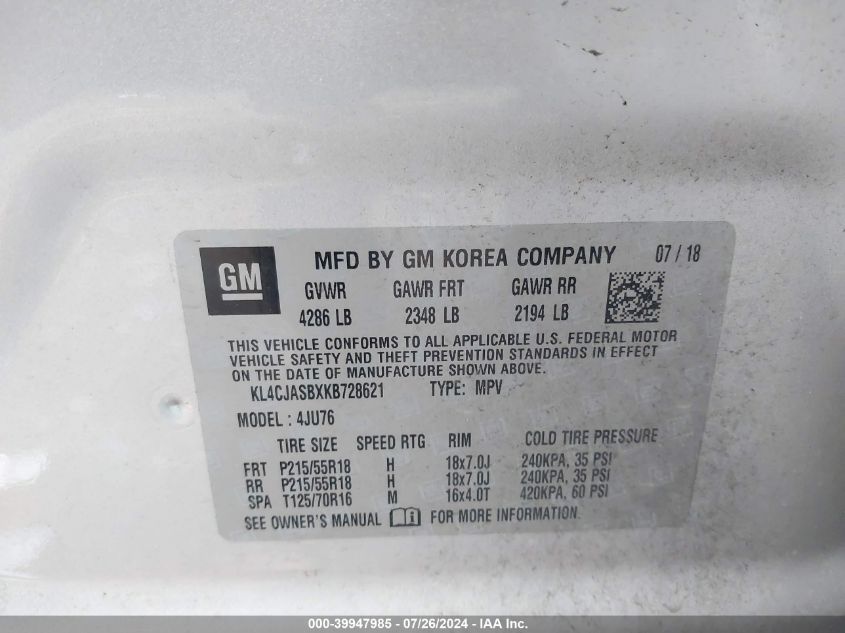 GM
MFD BY GM KOREA COMPANY 07 / 18
GVWR GAWR FRT GAWR RR
4286 LB 2348 LB 2194 LB
THIS VEHICLE CONFORMS TO ALL APPLICABLE U.S. FEDERAL MOTOR
VEHICLE SAFETY AND THEFT PREVENTION STANDARDS IN EFFECT
ON THE DATE OF MANUFACTURE SHOWN ABOVE.
KL4CJASBXKB728621 TYPE: MPV
MODEL : 4JU76
TIRE SIZE SPEED RTG RIM COLD TIRE PRESSURE
FRT P215/55R18 H 18x7.0J 240KPA, 35 PSI
RR P215/55R18 H 18x7.0J 240KPA, 35 PSI
SPA T125/70R16 M 16x4.0T 420KPA, 60 PSI
SEE OWNER'S MANUAL FOR MORE INFORMATION.
000-39947985 - 07/26/2024 - IAA Inc.